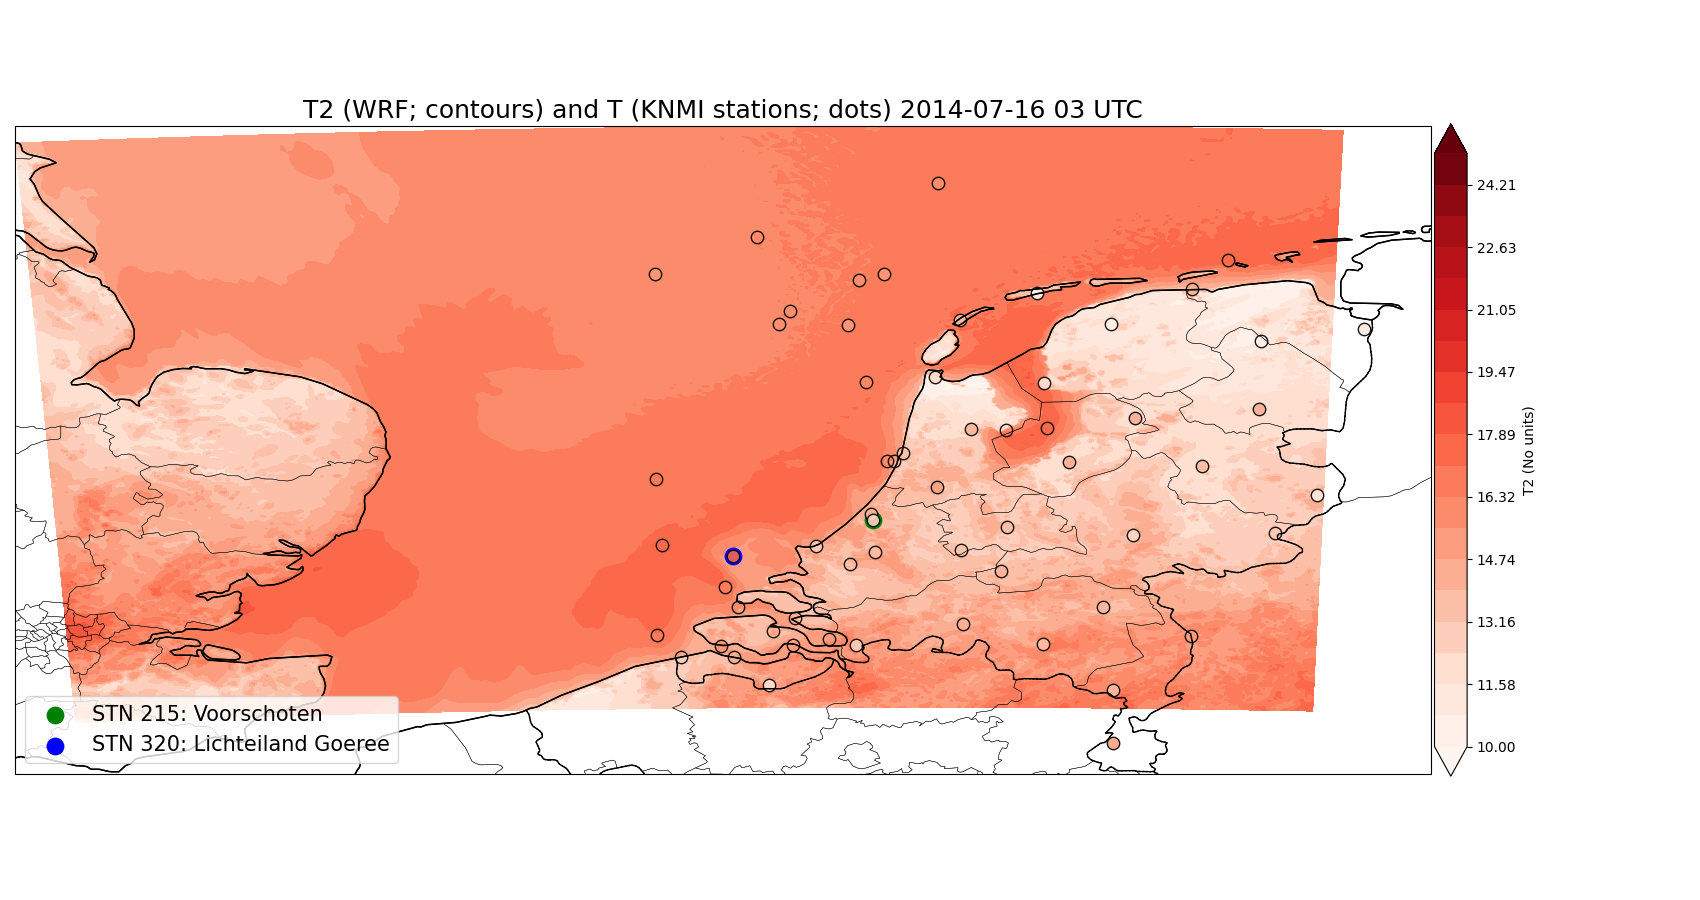 T2 (WRF; contours) and T (KNMI stations; dots) 2014-07-16 03 UTC
24.21
22.63
21.05
19.47
17.89
16.32
14.74
13.16
11.58
10.00
T2 (No units)
STN 215: Voorschoten
STN 320: Lichteiland Goeree